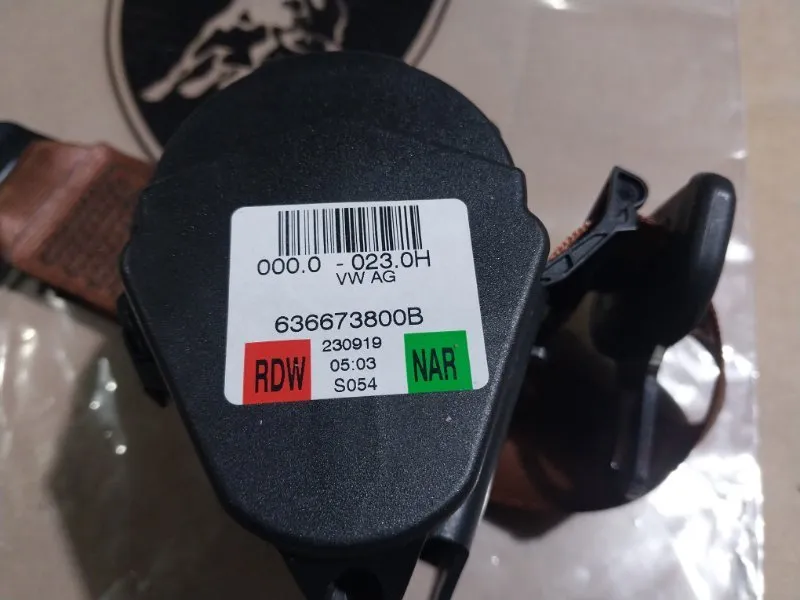 000.0 - 023.0H
VW AG
636673800B
230919
RDW 05:03 NAR
S054